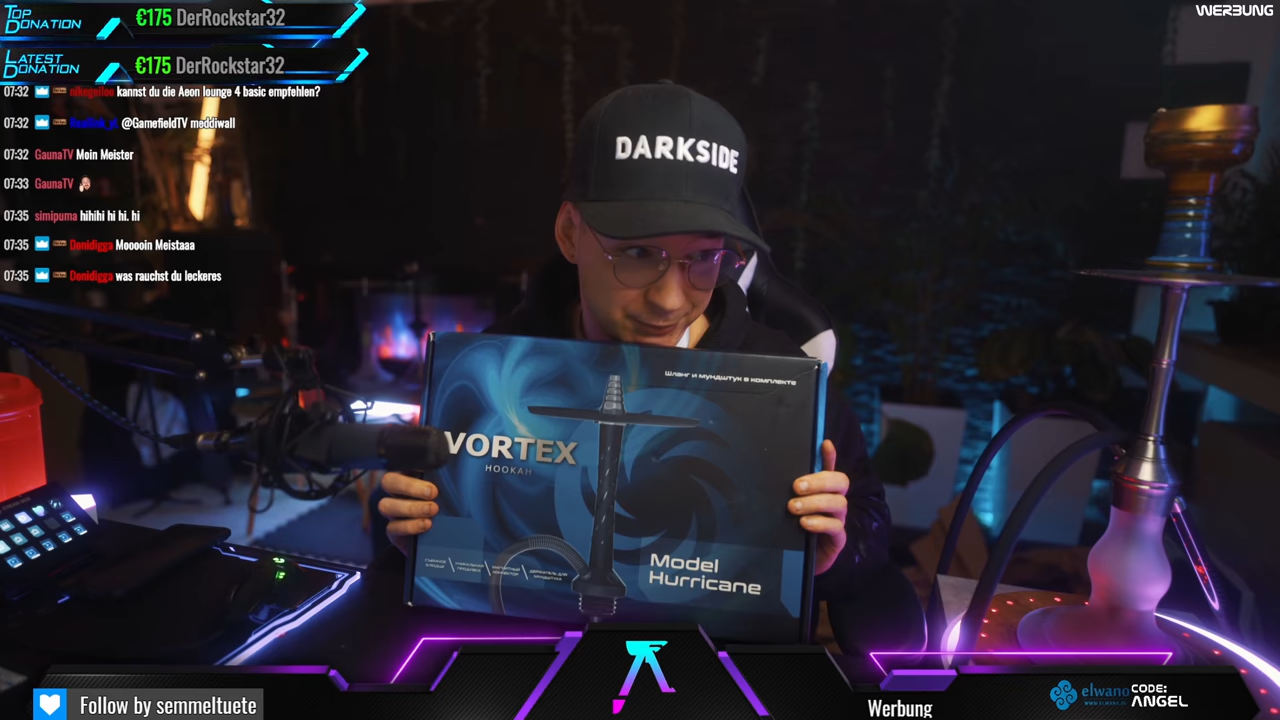 TOP DONATION
€175 DerRockstar32
WERBUNG
LATEST DONATION
€175 DerRockstar32
07:32 nikegeiloo kannst du die Aeon lounge 4 basic empfehlen?
07:32 @GamefieldTV meddiwall
07:32 GaunaTV Moin Meister
07:33 GaunaTV
07:35 simipuma hihihi hi hi. hi
07:35 Donidigga Mooooin Meistaaa
07:35 Donidigga was rauchst du leckeres
DARKSIDE
Шланг и мундштук в комплекте
VORTEX
HOOKAH
Model
Hurricane
Follow by semmeltuete
Werbung
elwano
CODE:
ANGEL